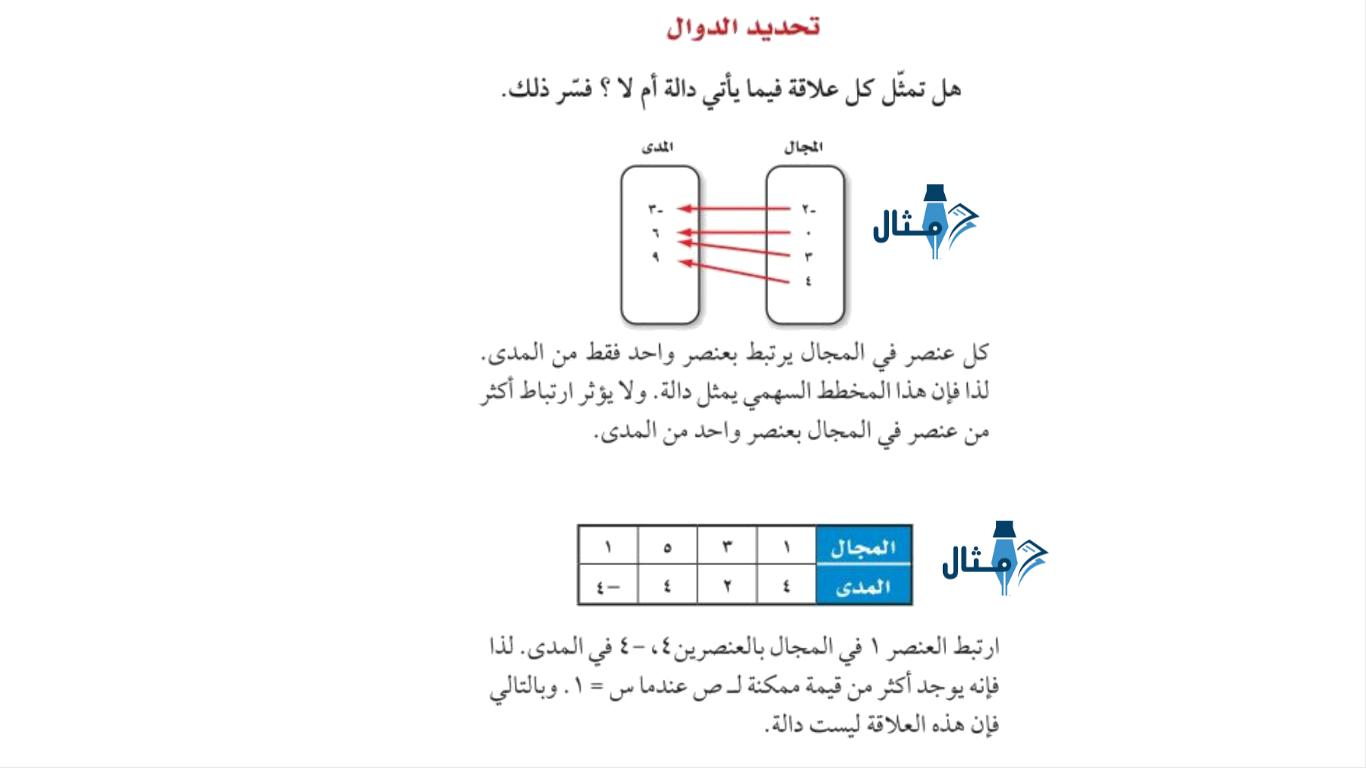 تحديد الدوال
هل تمثّل كل علاقة فيما يأتي دالة أم لا ؟ فسّر ذلك.
المجال المدى
مثال
-٢ -٣
٠ ٦
٣ ٩
٤
كل عنصر في المجال يرتبط بعنصر واحد فقط من المدى.
لذا فإن هذا المخطط السهمي يمثل دالة. ولا يؤثر ارتباط أكثر
من عنصر في المجال بعنصر واحد من المدى.
مثال
المجال ١ ٣ ٥ ١
المدى ٤ ٢ ٤ -٤
ارتبط العنصر ١ في المجال بالعنصرين ٤، -٤ في المدى. لذا
فإنه يوجد أكثر من قيمة ممكنة لـ ص عندما س = ١. وبالتالي
فإن هذه العلاقة ليست دالة.